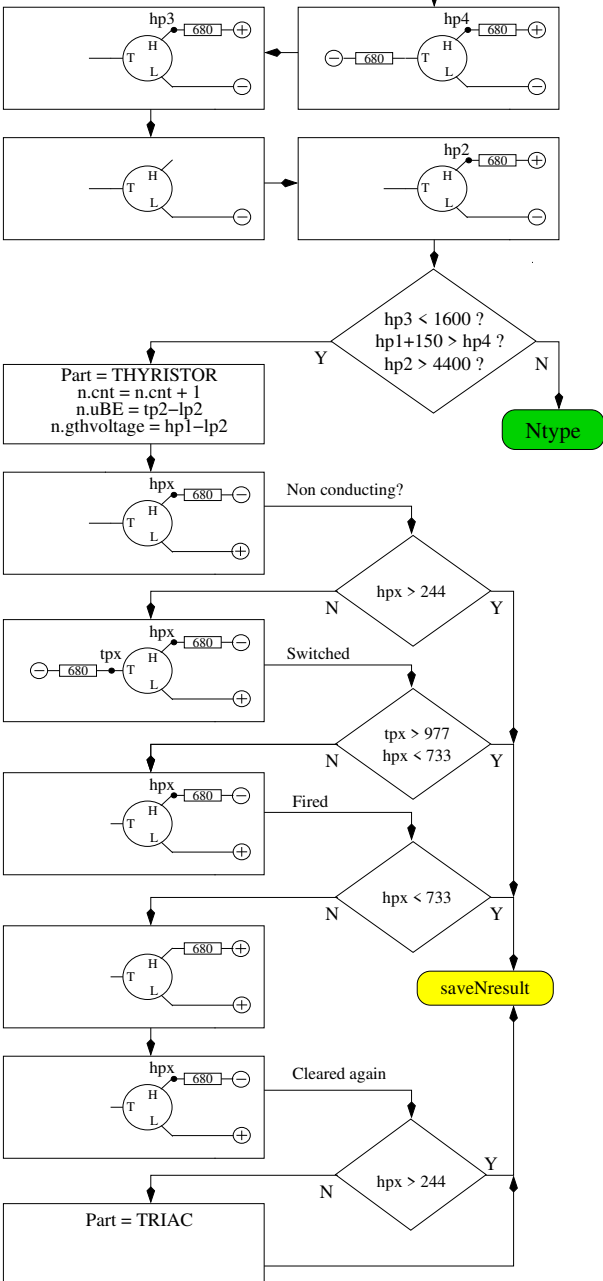 hp3
H
680
+
T
L
−
hp4
H
680
+
−
680
T
L
−
T
H
L
−
hp2
H
680
+
T
L
−
hp3 < 1600 ?
hp1+150 > hp4 ?
hp2 > 4400 ?
Y
N
Ntype
Part = THYRISTOR
n.cnt = n.cnt + 1
n.uBE = tp2−lp2
n.gthvoltage = hp1−lp2
hpx
H
680
−
T
L
+
Non conducting?
hpx > 244
N
Y
hpx
H
680
−
tpx
−
680
T
L
+
Switched
tpx > 977
hpx < 733
N
Y
hpx
H
680
−
T
L
+
Fired
hpx < 733
N
Y
H
680
+
T
L
+
saveNresult
hpx
H
680
−
T
L
+
Cleared again
hpx > 244
N
Y
Part = TRIAC